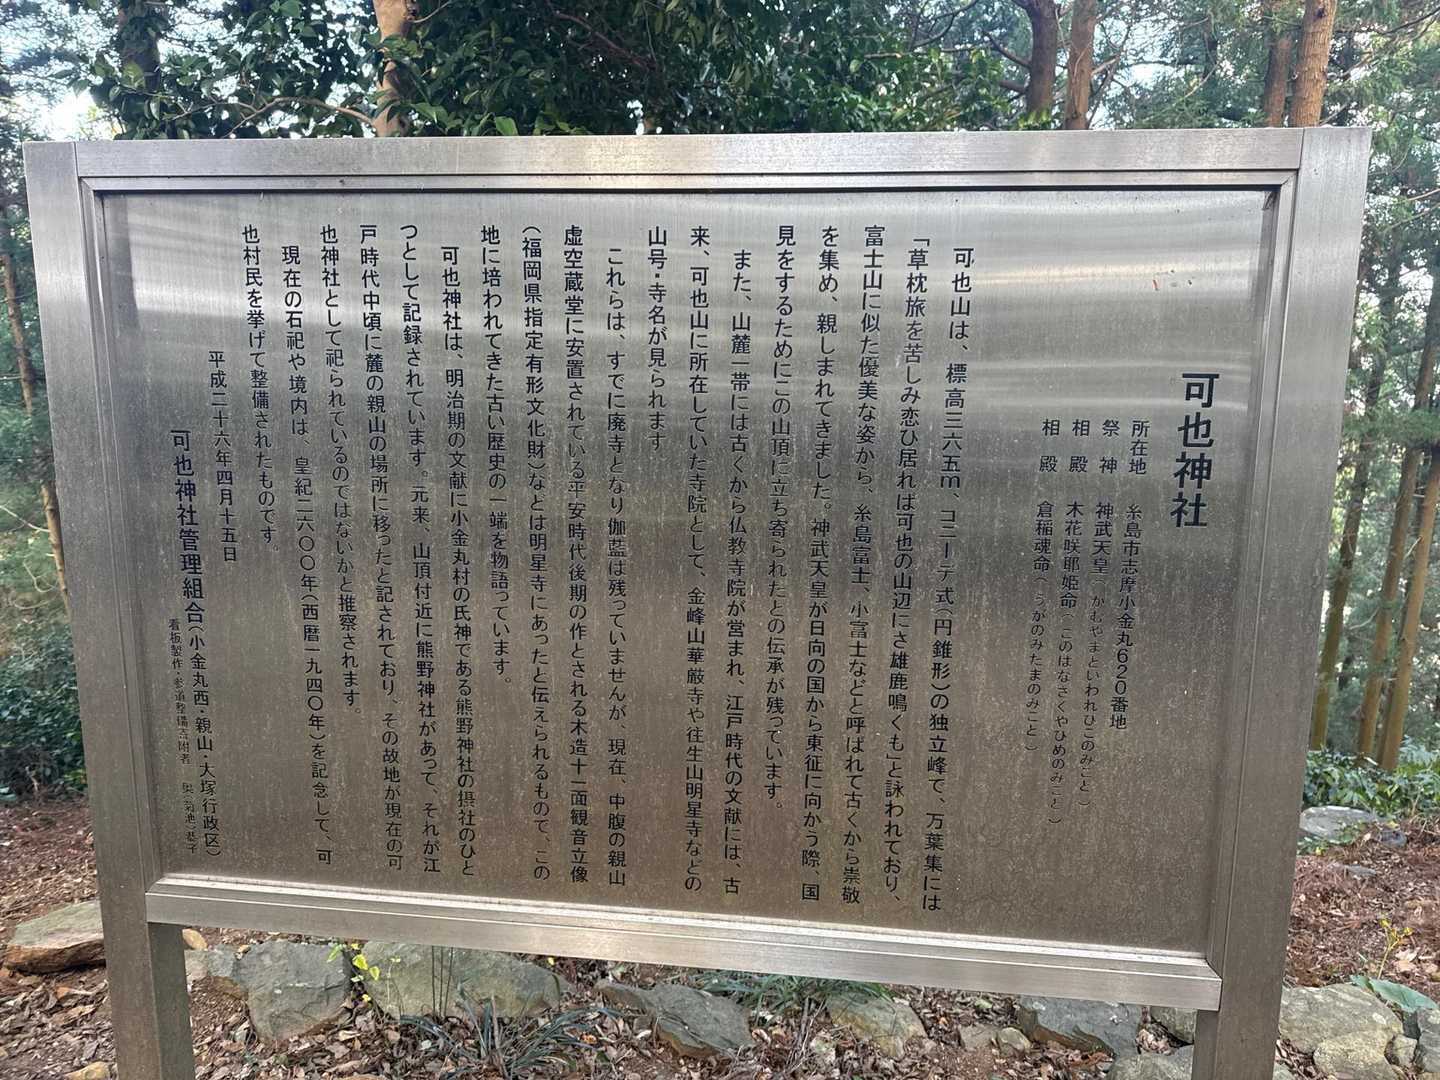 可也神社
所在地　糸島市志摩小金丸620番地
祭　神　神武天皇（かむやまといわれひこのみこと）
相　殿　木花咲耶姫命（このはなさくやひめのみこと）
相　殿　倉稲魂命（うかのみたまのみこと）
可也山は、標高三六五m、コニーデ式（円錐形）の独立峰で、万葉集には
「草枕旅を苦しみ恋ひ居れば可也の山辺にさ雄鹿鳴くも」と詠われており、
富士山に似た優美な姿から、糸島富士、小富士などと呼ばれて古くから崇敬
を集め、親しまれてきました。神武天皇が日向の国から東征に向かう際、国
見をするためにこの山頂に立ち寄られたとの伝承が残っています。
また、山麓一帯には古くから仏教寺院が営まれ、江戸時代の文献には、古
来、可也山に所在していた寺院として、金峰山華厳寺や往生山明星寺などの
山号・寺名が見られます
これらは、すでに廃寺となり伽藍は残っていませんが、現在、中腹の親山
虚空蔵堂に安置されている平安時代後期の作とされる木造十一面観音立像
（福岡県指定有形文化財）などは明星寺にあったと伝えられるもので、この
地に培われてきた古い歴史の一端を物語っています。
可也神社は、明治期の文献に小金丸村の氏神である熊野神社の摂社のひと
つとして記録されています。元来、山頂付近に熊野神社があって、それが江
戸時代中頃に麓の親山の場所に移ったと記されており、その故地が現在の可
也神社として祀られているのではないかと推察されます。
現在の石祀や境内は、皇紀二六〇〇年（西暦一九四〇年）を記念して、可
也村民を挙げて整備されたものです。
平成二十六年四月十五日
可也神社管理組合（小金丸西・親山・大塚行政区）
看板製作・参道整備寄附者　奥（菊池）恭子